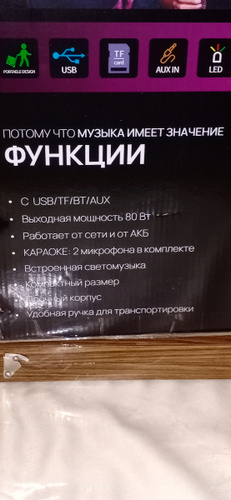 PORTABLE DESIGN
USB
TF
card
AUX IN
LED
ПОТОМУ ЧТО МУЗЫКА ИМЕЕТ ЗНАЧЕНИЕ
ФУНКЦИИ
• С USB/TF/BT/AUX
• Выходная мощность 80 Вт
• Работает от сети и от АКБ
• КАРАОКЕ: 2 микрофона в комплекте
• Встроенная светомузыка
• Компактный размер
корпус
• Удобная ручка для транспортировки